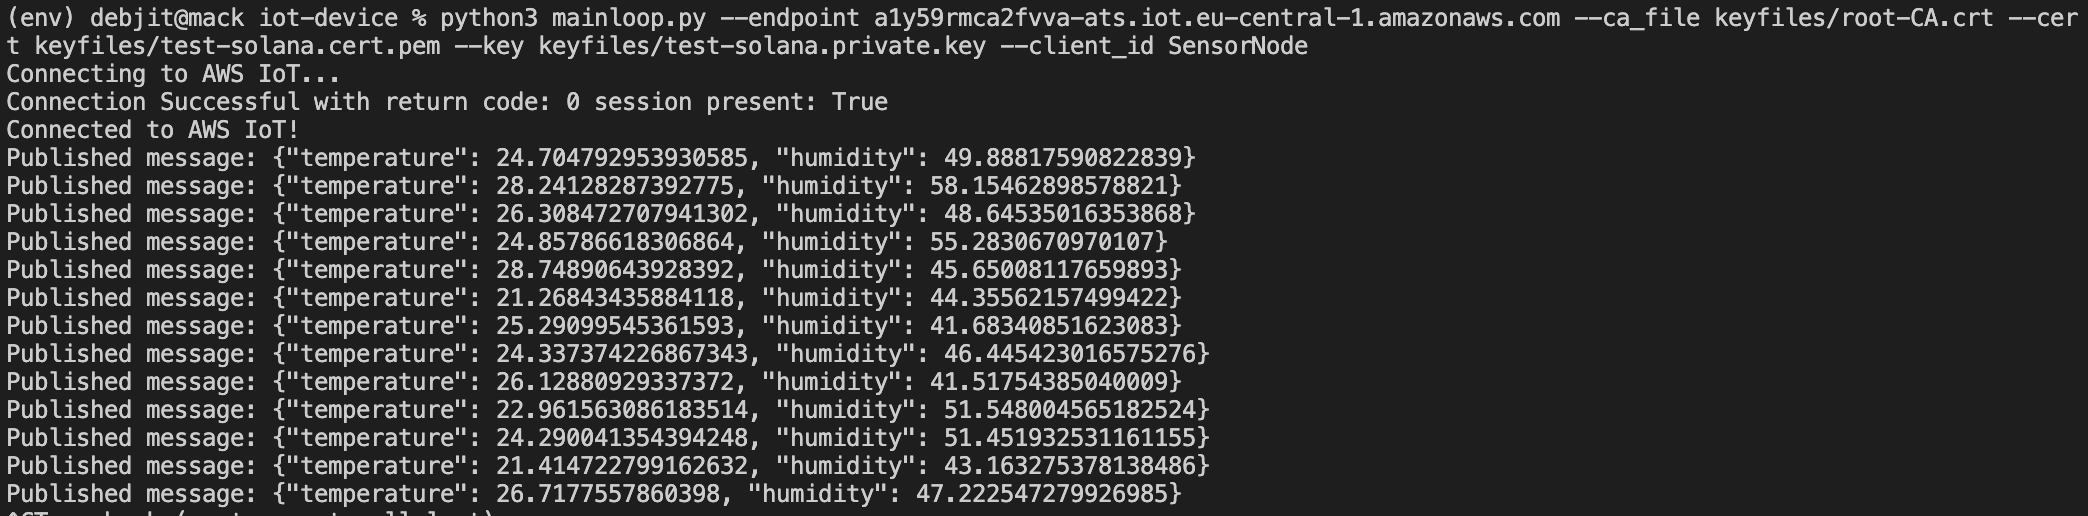 (env) debjit@mack iot-device % python3 mainloop.py --endpoint a1y59rmca2fvva-ats.iot.eu-central-1.amazonaws.com --ca_file keyfiles/root-CA.crt --cer
t keyfiles/test-solana.cert.pem --key keyfiles/test-solana.private.key --client_id SensorNode
Connecting to AWS IoT...
Connection Successful with return code: 0 session present: True
Connected to AWS IoT!
Published message: {"temperature": 24.704792953930585, "humidity": 49.88817590822839}
Published message: {"temperature": 28.24128287392775, "humidity": 58.15462898578821}
Published message: {"temperature": 26.308472707941302, "humidity": 48.64535016353868}
Published message: {"temperature": 24.85786618306864, "humidity": 55.2830670970107}
Published message: {"temperature": 28.74890643928392, "humidity": 45.65008117659893}
Published message: {"temperature": 21.26843435884118, "humidity": 44.35562157499422}
Published message: {"temperature": 25.29099545361593, "humidity": 41.68340851623083}
Published message: {"temperature": 24.337374226867343, "humidity": 46.445423016575276}
Published message: {"temperature": 26.12880929337372, "humidity": 41.51754385040009}
Published message: {"temperature": 22.961563086183514, "humidity": 51.548004565182524}
Published message: {"temperature": 24.290041354394248, "humidity": 51.451932531161155}
Published message: {"temperature": 21.414722799162632, "humidity": 43.163275378138486}
Published message: {"temperature": 26.7177557860398, "humidity": 47.222547279926985}